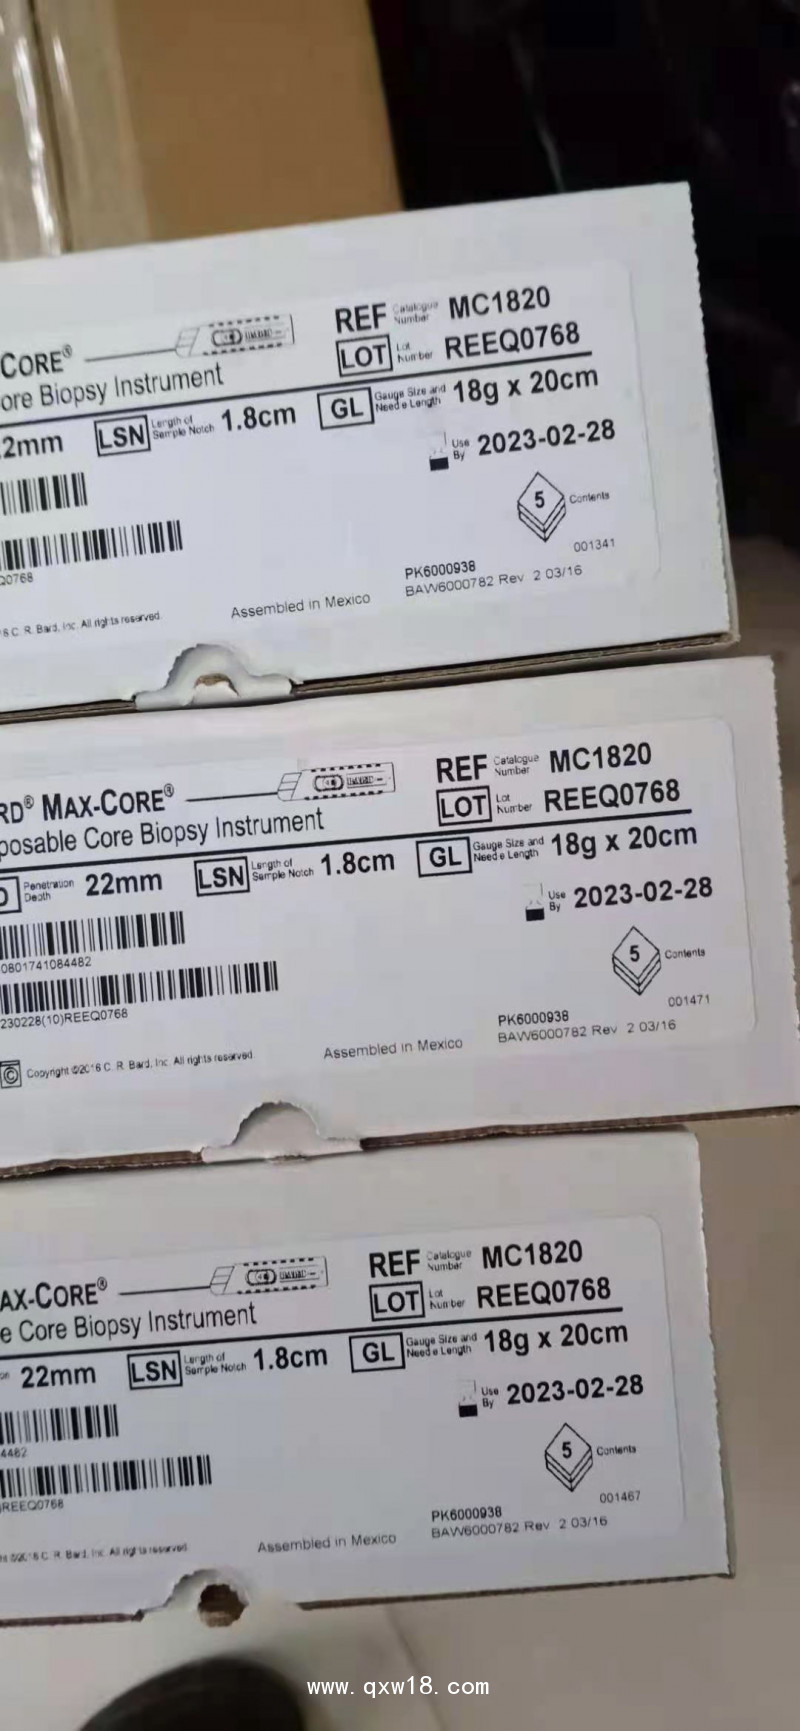 CORE®
ore Biopsy Instrument
REF Catalogue Number MC1820
LOT Lot Number REEQ0768
2mm LSN Length of Sample Notch 1.8cm GL Gauge Size and Needle Length 18g x 20cm
Use By 2023-02-28
5 Contents
Q0768
001341
PK6000938
BAW6000782 Rev 2 03/16
C. R. Bard, Inc. All rights reserved.
Assembled in Mexico
RD® MAX-CORE®
posable Core Biopsy Instrument
REF Catalogue Number MC1820
LOT Lot Number REEQ0768
Penetration Depth 22mm LSN Length of Sample Notch 1.8cm GL Gauge Size and Needle Length 18g x 20cm
Use By 2023-02-28
0801741084482
5 Contents
230228(10)REEQ0768
001471
PK6000938
BAW6000782 Rev 2 03/16
© Copyright ©2016 C. R. Bard, Inc. All rights reserved.
Assembled in Mexico
AX-CORE®
e Core Biopsy Instrument
REF Catalogue Number MC1820
LOT Lot Number REEQ0768
on 22mm LSN Length of Sample Notch 1.8cm GL Gauge Size and Needle Length 18g x 20cm
Use By 2023-02-28
4482
5 Contents
)REEQ0768
001467
PK6000938
BAW6000782 Rev 2 03/16
C. R. Bard, Inc. All rights reserved.
Assembled in Mexico
www.qxw18.com